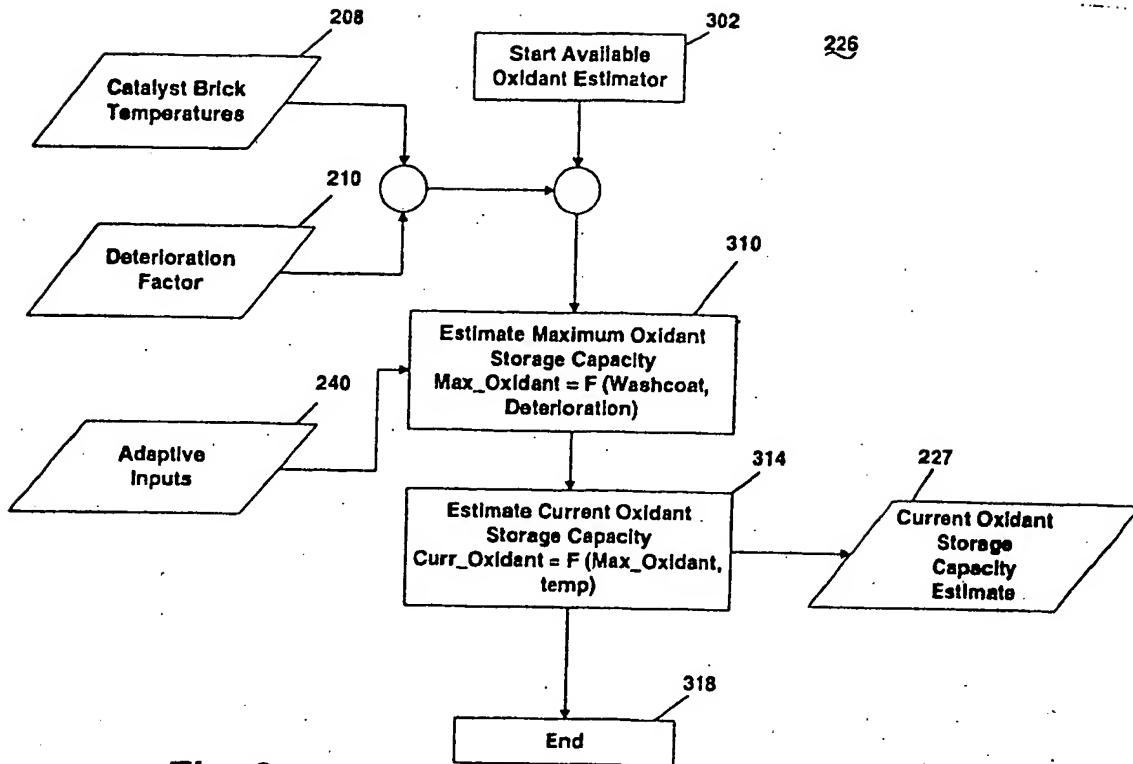 208
302
226
Start Available
Oxidant Estimator
Catalyst Brick
Temperatures
210
Deterioration
Factor
310
Estimate Maximum Oxidant
Storage Capacity
Max_Oxidant = F (Washcoat,
Deterioration)
240
Adaptive
Inputs
314
Estimate Current Oxidant
Storage Capacity
Curr_Oxidant = F (Max_Oxidant,
temp)
227
Current Oxidant
Storage
Capacity
Estimate
318
End